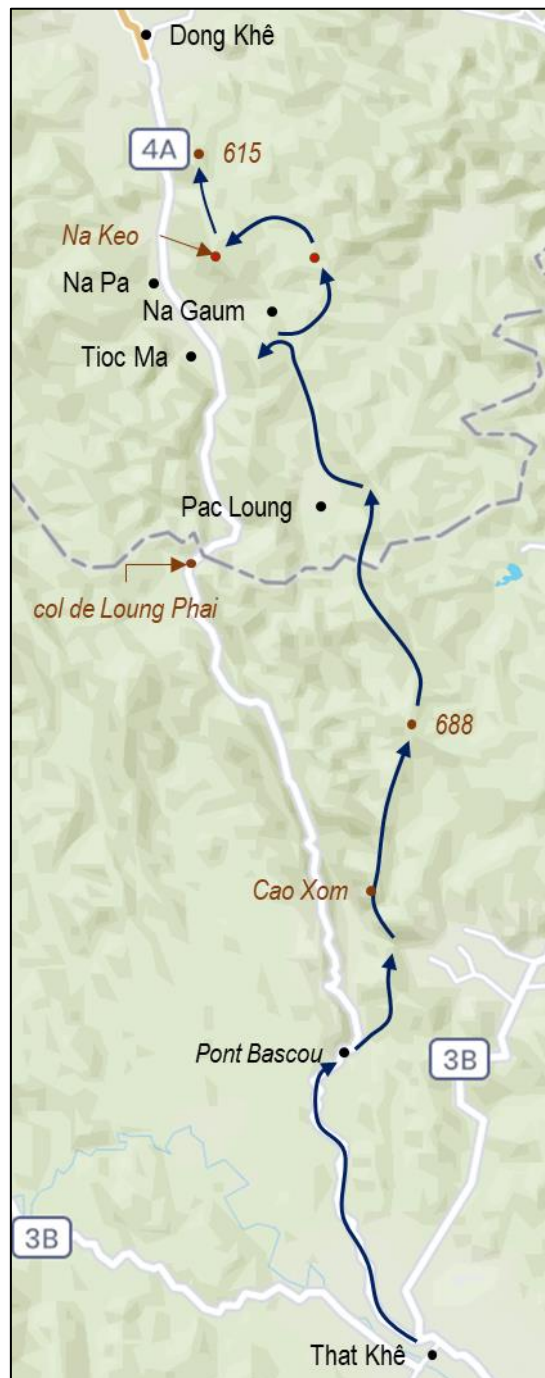 Dong Khê
4A
615
Na Keo
Na Pa
Na Gaum
Tioc Ma
Pac Loung
col de Loung Phai
688
Cao Xom
Pont Bascou
3B
3B
That Khê